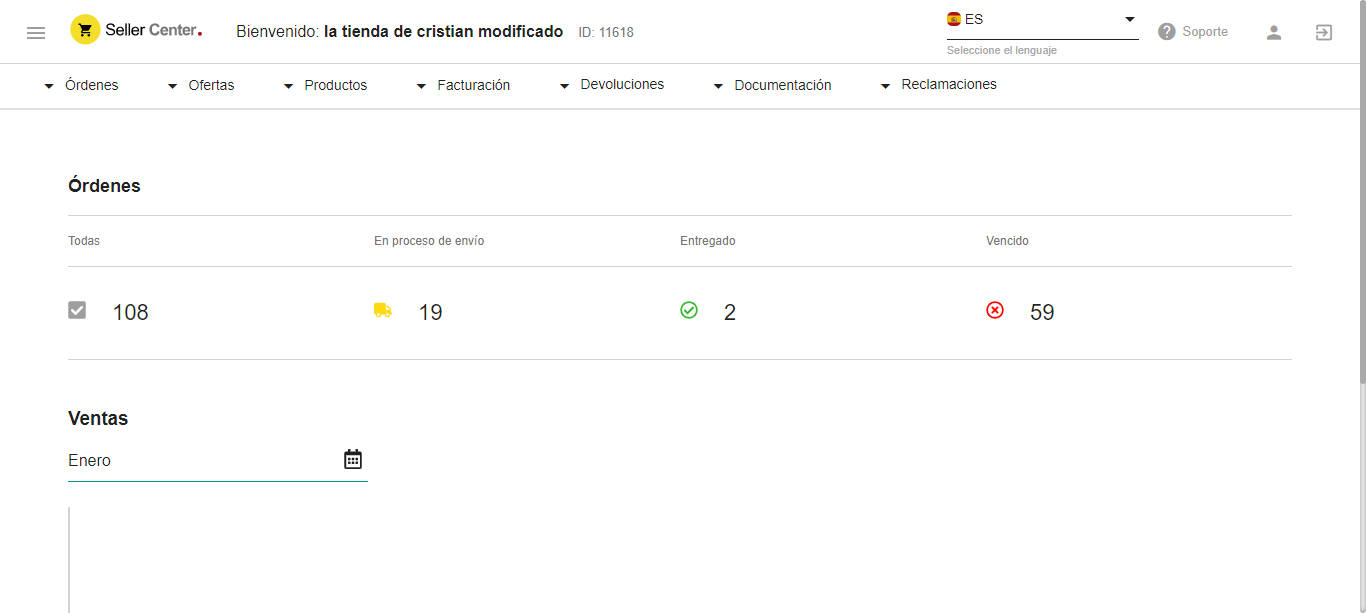 Seller Center.
Bienvenido: la tienda de cristian modificado ID: 11618
ES
Seleccione el lenguaje
Soporte
Órdenes Ofertas Productos Facturación Devoluciones Documentación Reclamaciones
Órdenes
Todas En proceso de envío Entregado Vencido
108 19 2 59
Ventas
Enero